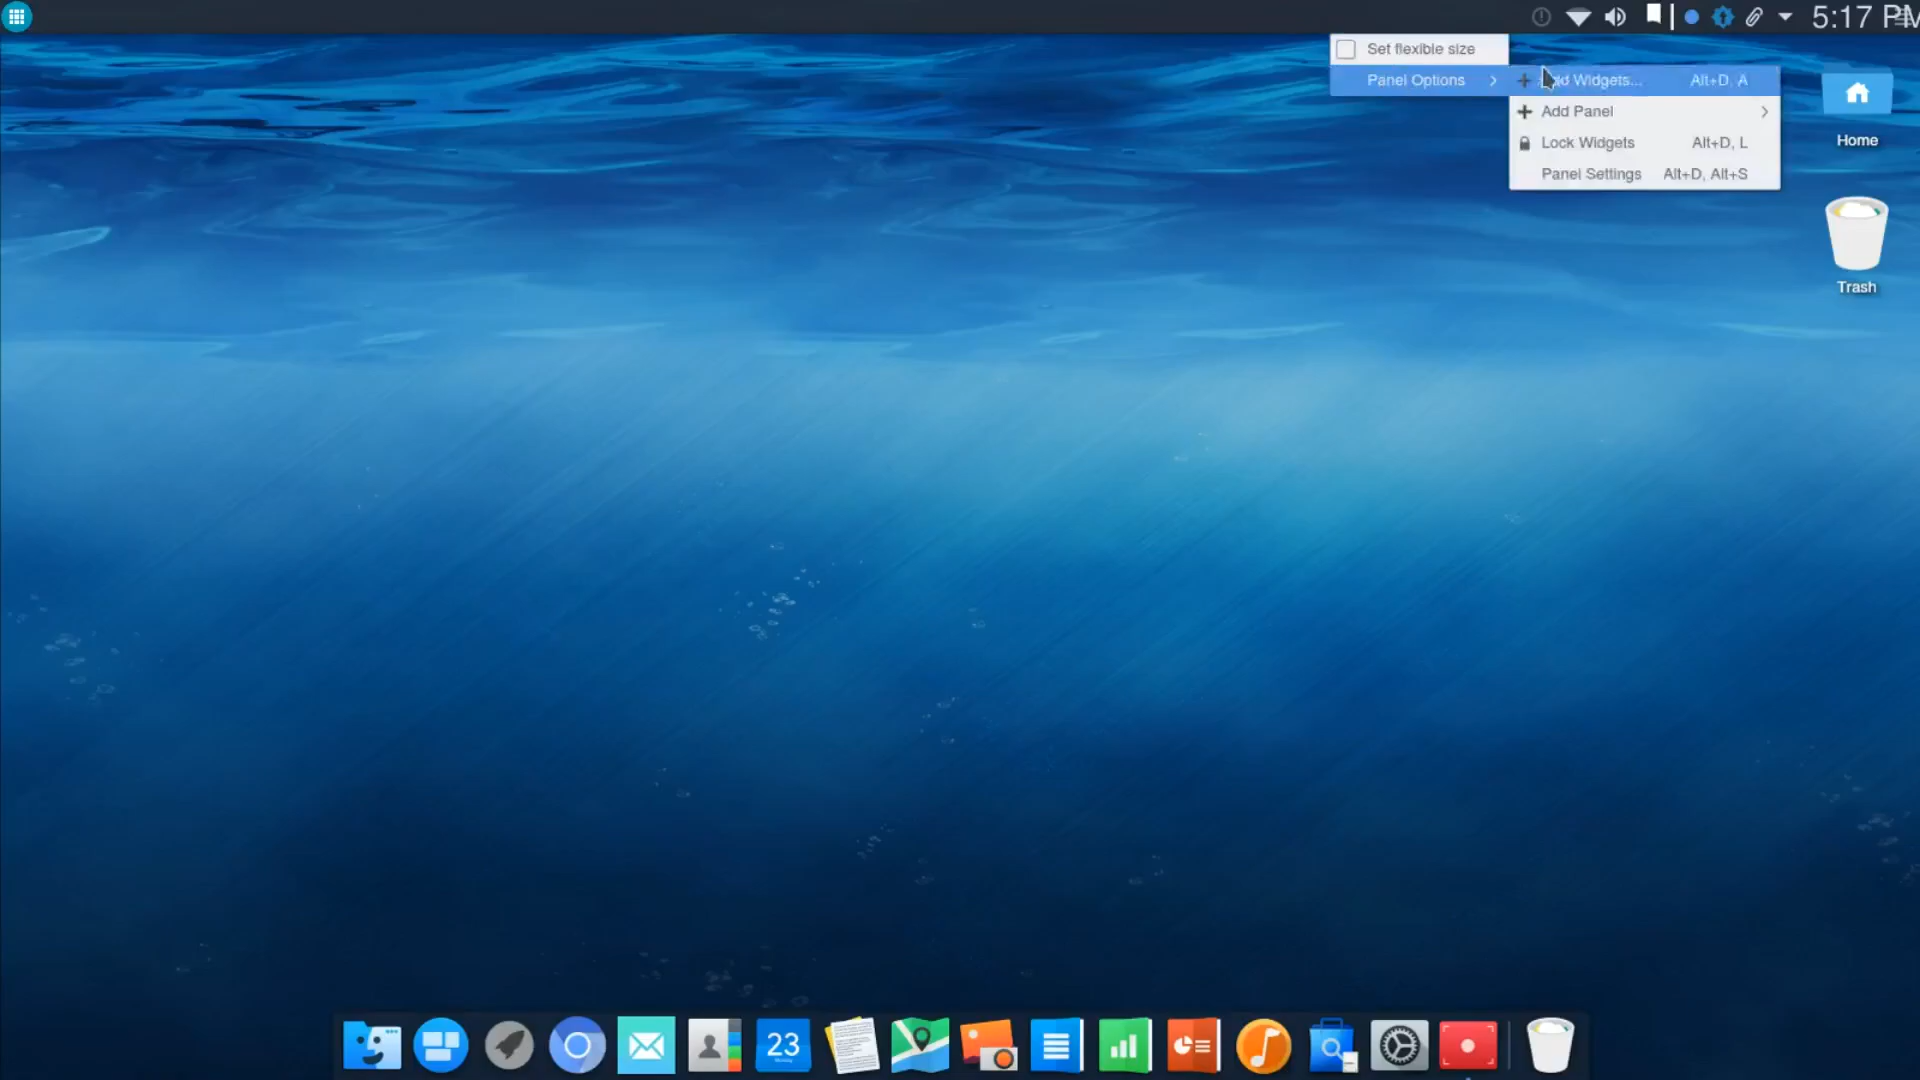 5:17 PM
Set flexible size
Panel Options
Widgets... Alt+D, A
Add Panel
Lock Widgets Alt+D, L
Panel Settings Alt+D, Alt+S
Home
Trash
23